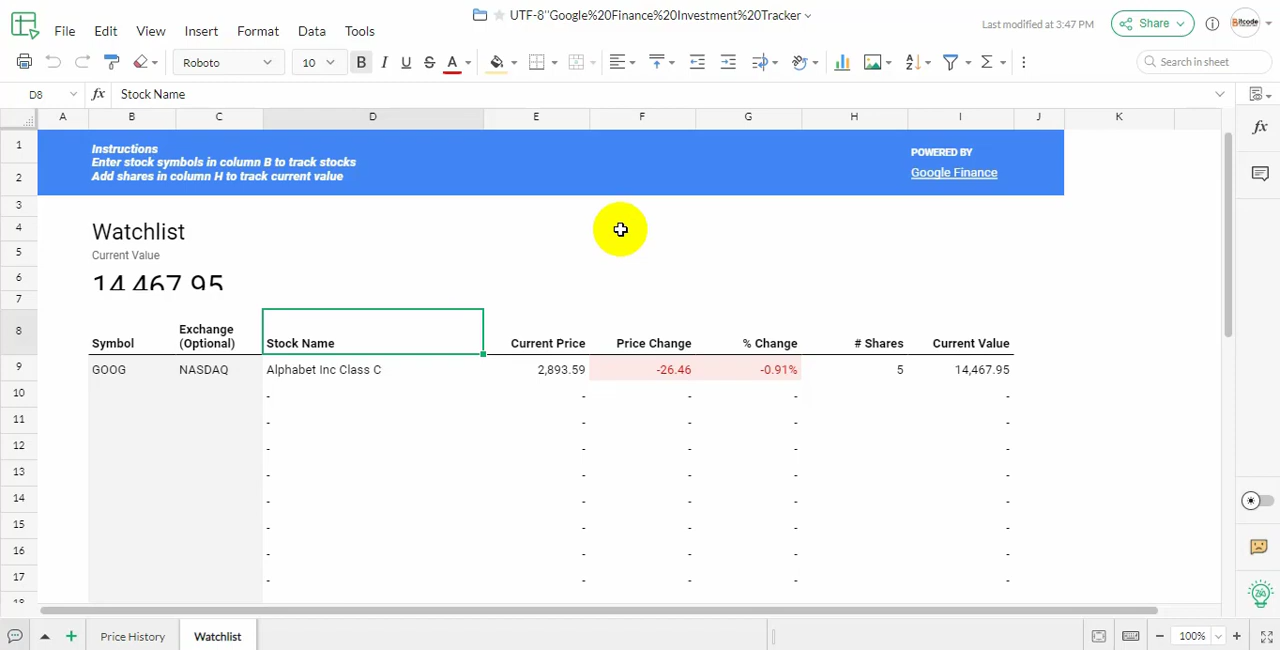 UTF-8''Google%20Finance%20Investment%20Tracker
File Edit View Insert Format Data Tools
Last modified at 3:47 PM
Share
Bitcode
Roboto 10 B I U S A
Search in sheet
D8 fx Stock Name
A B C D E F G H I J K
1 Instructions
Enter stock symbols in column B to track stocks
2 Add shares in column H to track current value
POWERED BY
Google Finance
3
4 Watchlist
5 Current Value
6 14,467.95
7
8 Symbol Exchange (Optional) Stock Name Current Price Price Change % Change # Shares Current Value
9 GOOG NASDAQ Alphabet Inc Class C 2,893.59 -26.46 -0.91% 5 14,467.95
10 - - - - -
11 - - - - -
12 - - - - -
13 - - - - -
14 - - - - -
15 - - - - -
16 - - - - -
17 - - - - -
18
Price History Watchlist
100%